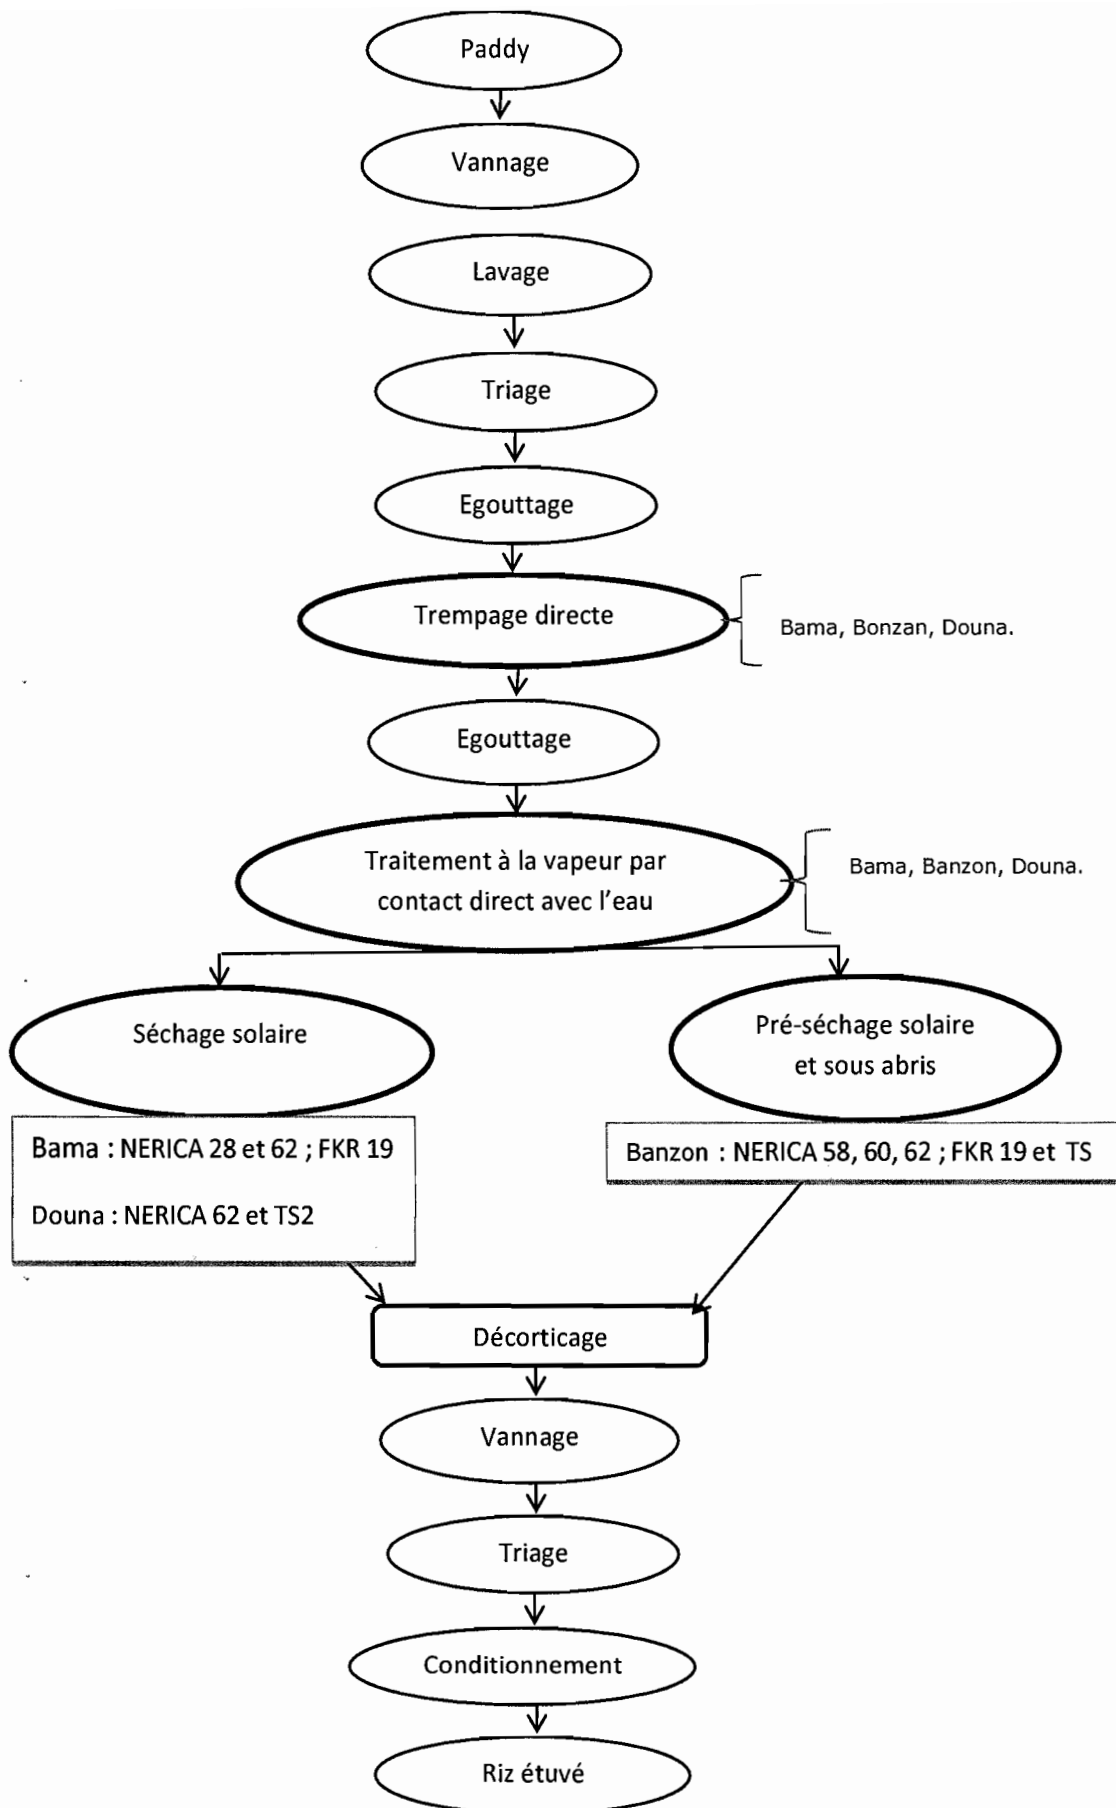 Paddy
Vannage
Lavage
Triage
Egouttage
Trempage directe
Bama, Bonzan, Douna.
Egouttage
Traitement à la vapeur par
contact direct avec l'eau
Bama, Banzon, Douna.
Séchage solaire
Pré-séchage solaire
et sous abris
Bama : NERICA 28 et 62 ; FKR 19
Douna : NERICA 62 et TS2
Banzon : NERICA 58, 60, 62 ; FKR 19 et TS
Décorticage
Vannage
Triage
Conditionnement
Riz étuvé